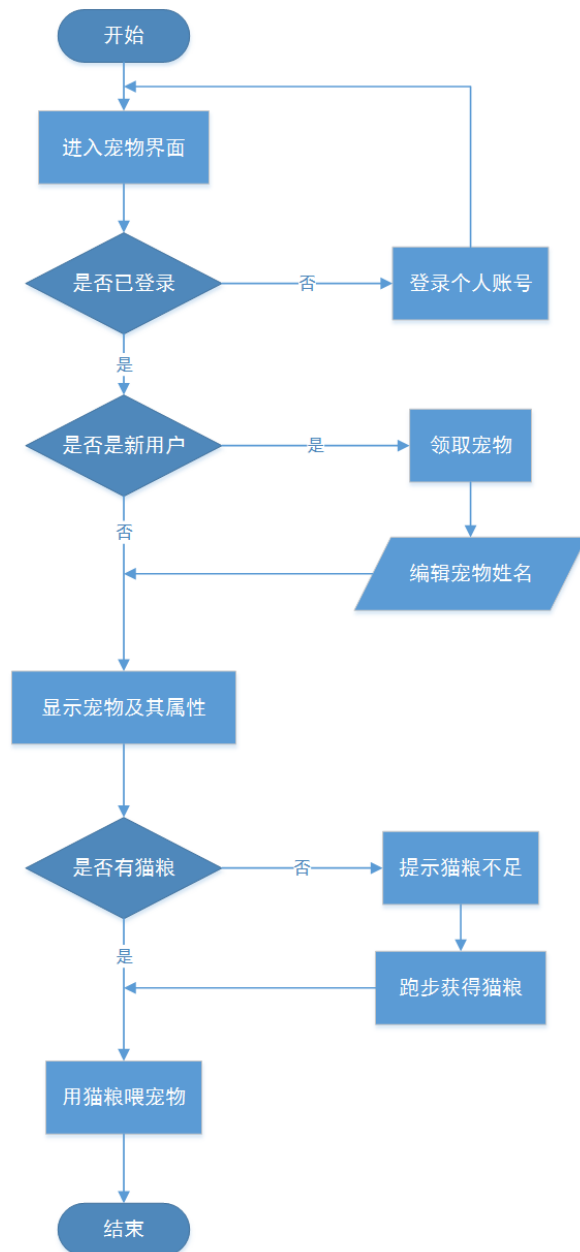 开始
进入宠物界面
是否已登录
否
登录个人账号
是
是否是新用户
是
领取宠物
否
编辑宠物姓名
显示宠物及其属性
是否有猫粮
否
提示猫粮不足
是
跑步获得猫粮
用猫粮喂宠物
结束